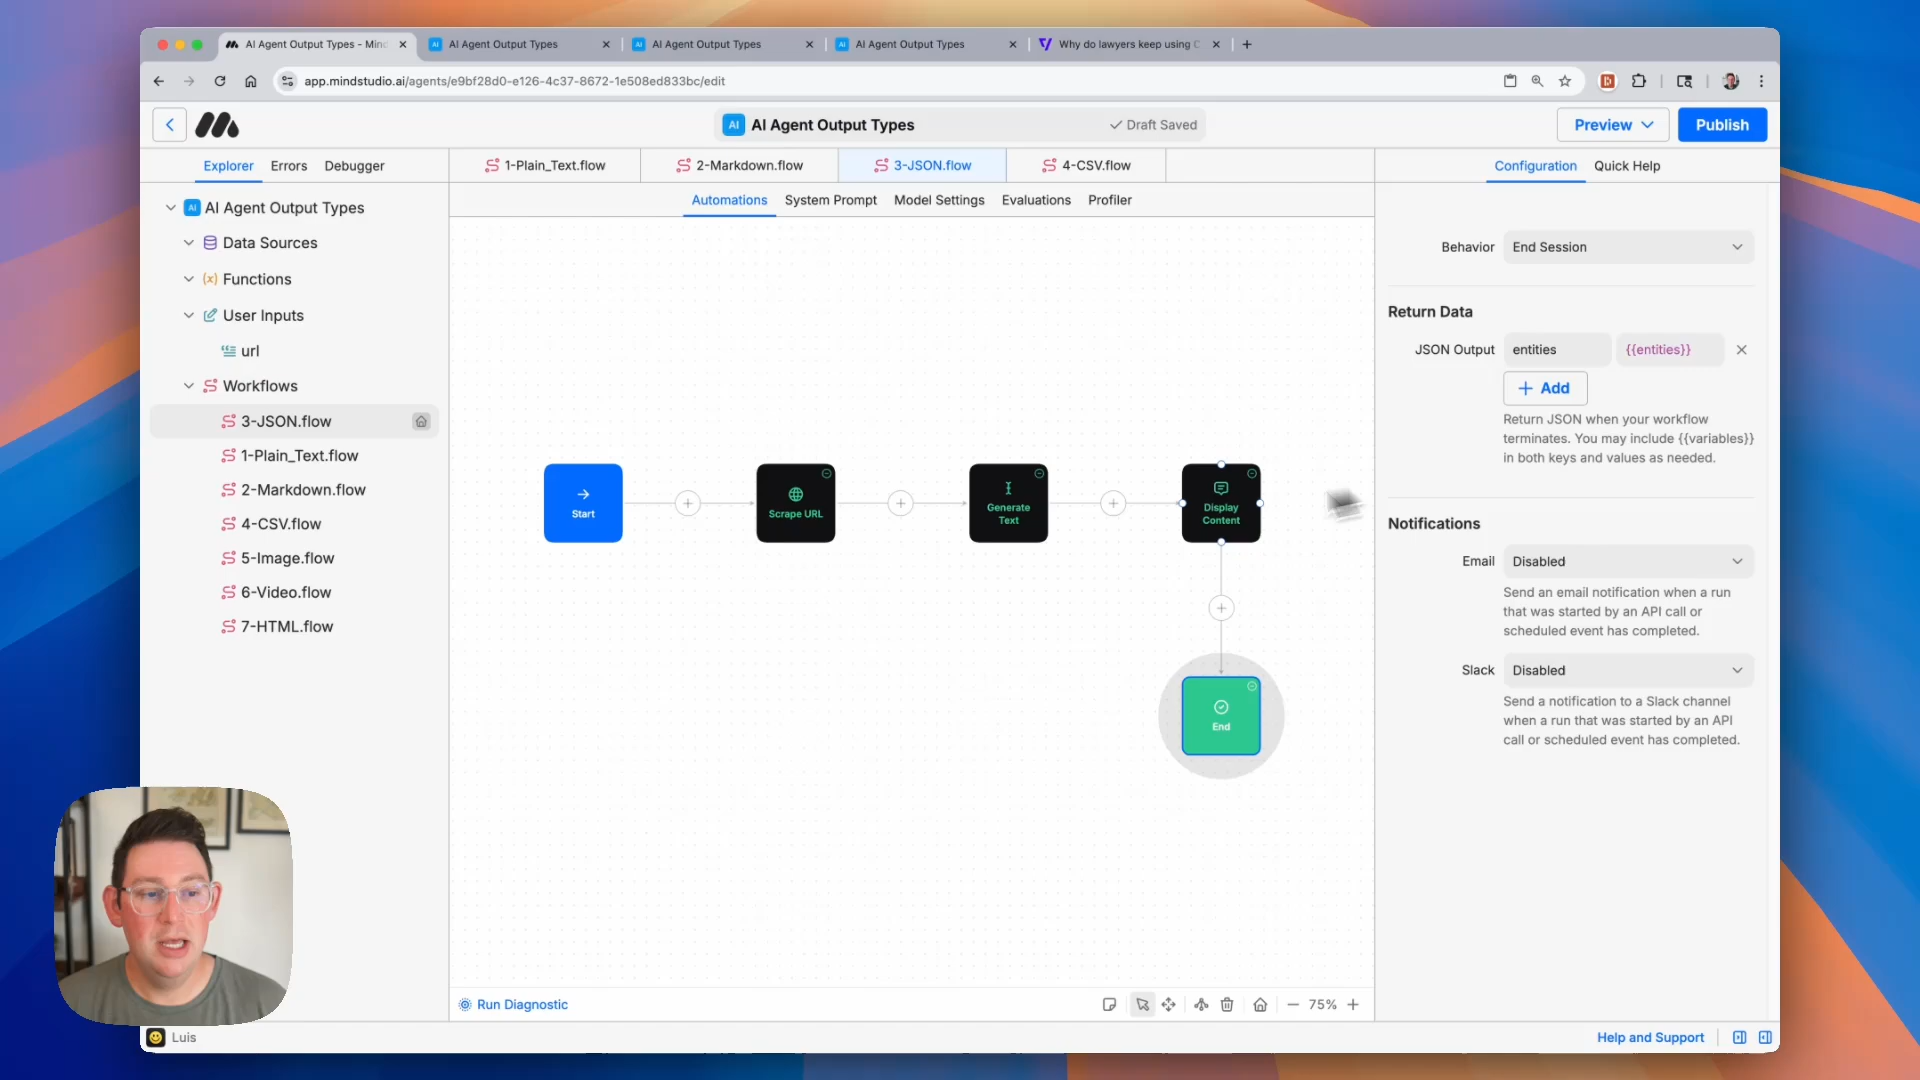 AI Agent Output Types - Mind
AI Agent Output Types
AI Agent Output Types
AI Agent Output Types
Why do lawyers keep using C
app.mindstudio.ai/agents/e9bf28d0-e126-4c37-8672-1e508ed833bc/edit
AI AI Agent Output Types
Draft Saved
Preview
Publish
Explorer Errors Debugger
1-Plain_Text.flow
2-Markdown.flow
3-JSON.flow
4-CSV.flow
Configuration Quick Help
Automations System Prompt Model Settings Evaluations Profiler
AI AI Agent Output Types
Data Sources
(x) Functions
User Inputs
url
Workflows
3-JSON.flow
1-Plain_Text.flow
2-Markdown.flow
4-CSV.flow
5-Image.flow
6-Video.flow
7-HTML.flow
Start
Scrape URL
Generate
Text
Display
Content
End
Behavior End Session
Return Data
JSON Output entities {{entities}}
Add
Return JSON when your workflow
terminates. You may include {{variables}}
in both keys and values as needed.
Notifications
Email Disabled
Send an email notification when a run
that was started by an API call or
scheduled event has completed.
Slack Disabled
Send a notification to a Slack channel
when a run that was started by an API
call or scheduled event has completed.
Run Diagnostic
75%
Luis
Help and Support